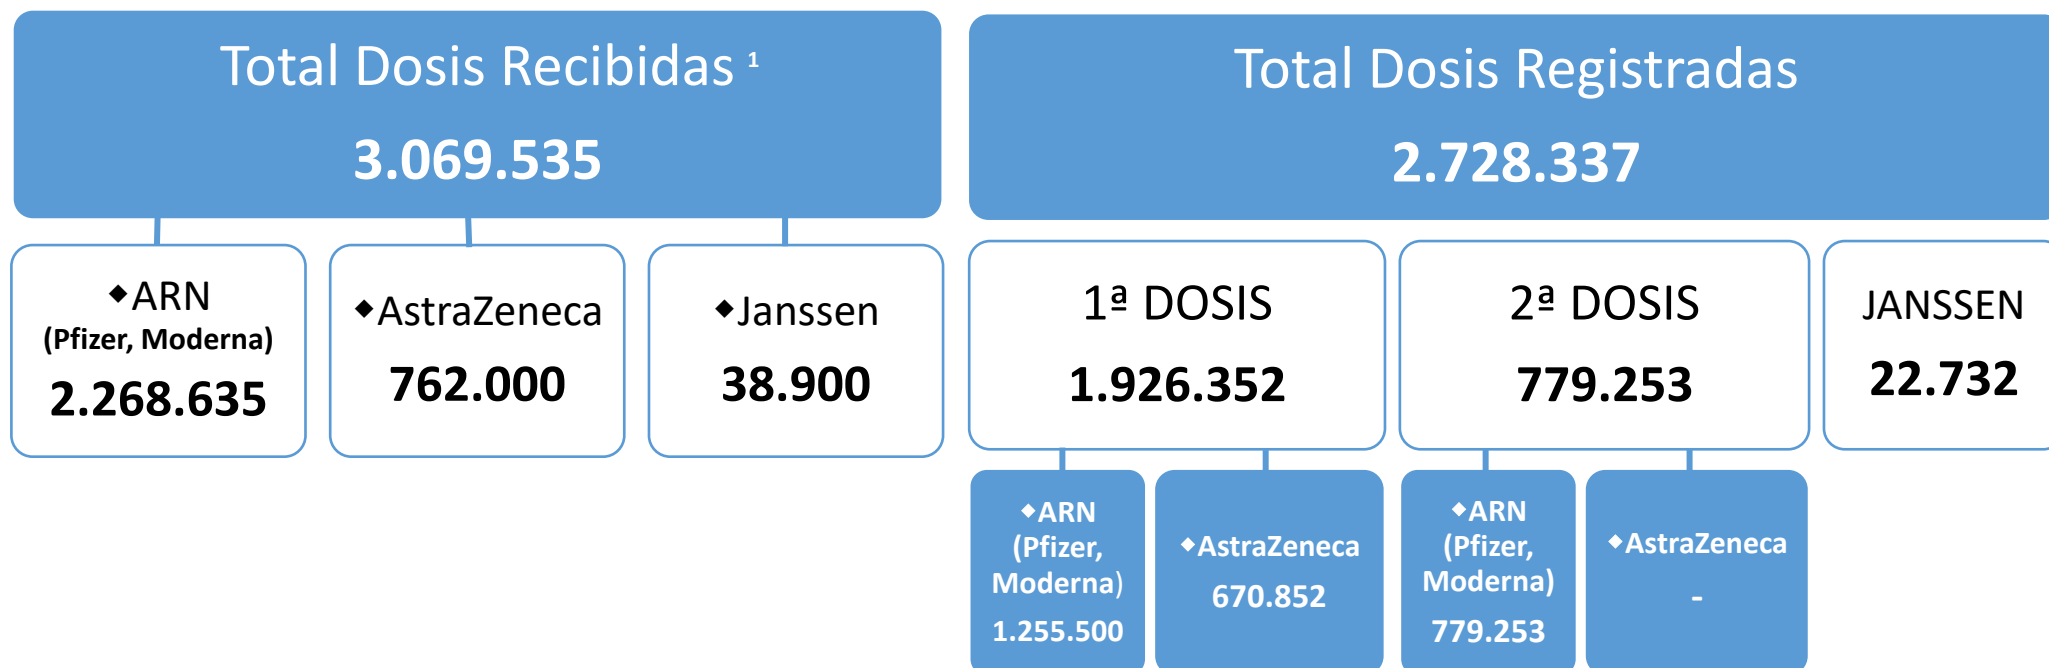 Total Dosis Recibidas ¹
3.069.535
◆ARN
(Pfizer, Moderna)
2.268.635
◆AstraZeneca
762.000
◆Janssen
38.900
Total Dosis Registradas
2.728.337
1ª DOSIS
1.926.352
◆ARN
(Pfizer,
Moderna)
1.255.500
◆AstraZeneca
670.852
2ª DOSIS
779.253
◆ARN
(Pfizer,
Moderna)
779.253
◆AstraZeneca
-
JANSSEN
22.732